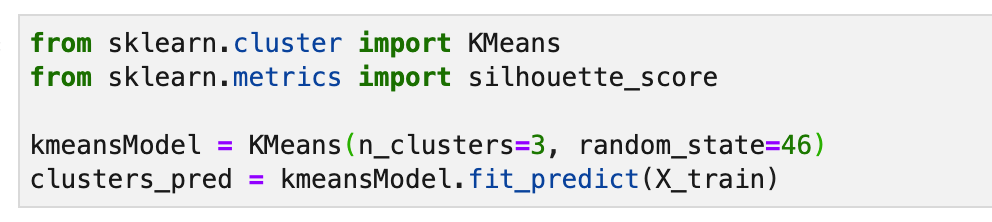 from sklearn.cluster import KMeans
from sklearn.metrics import silhouette_score
kmeansModel = KMeans(n_clusters=3, random_state=46)
clusters_pred = kmeansModel.fit_predict(X_train)